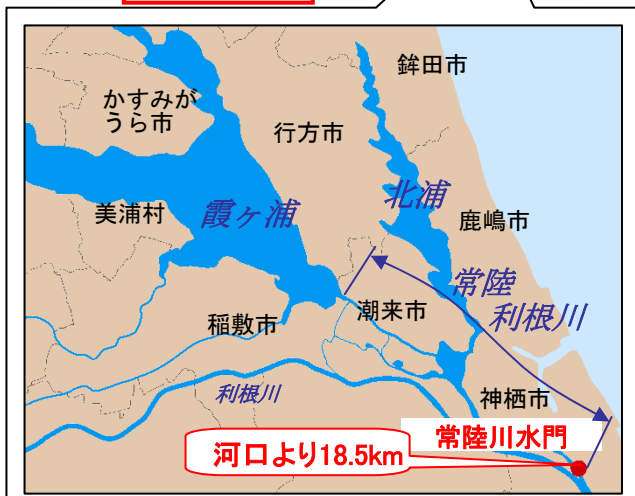 鉾田市
かすみが
うら市
行方市
北浦
美浦村
霞ヶ浦
鹿嶋市
常陸
利根川
潮来市
稲敷市
利根川
神栖市
常陸川水門
河口より18.5km